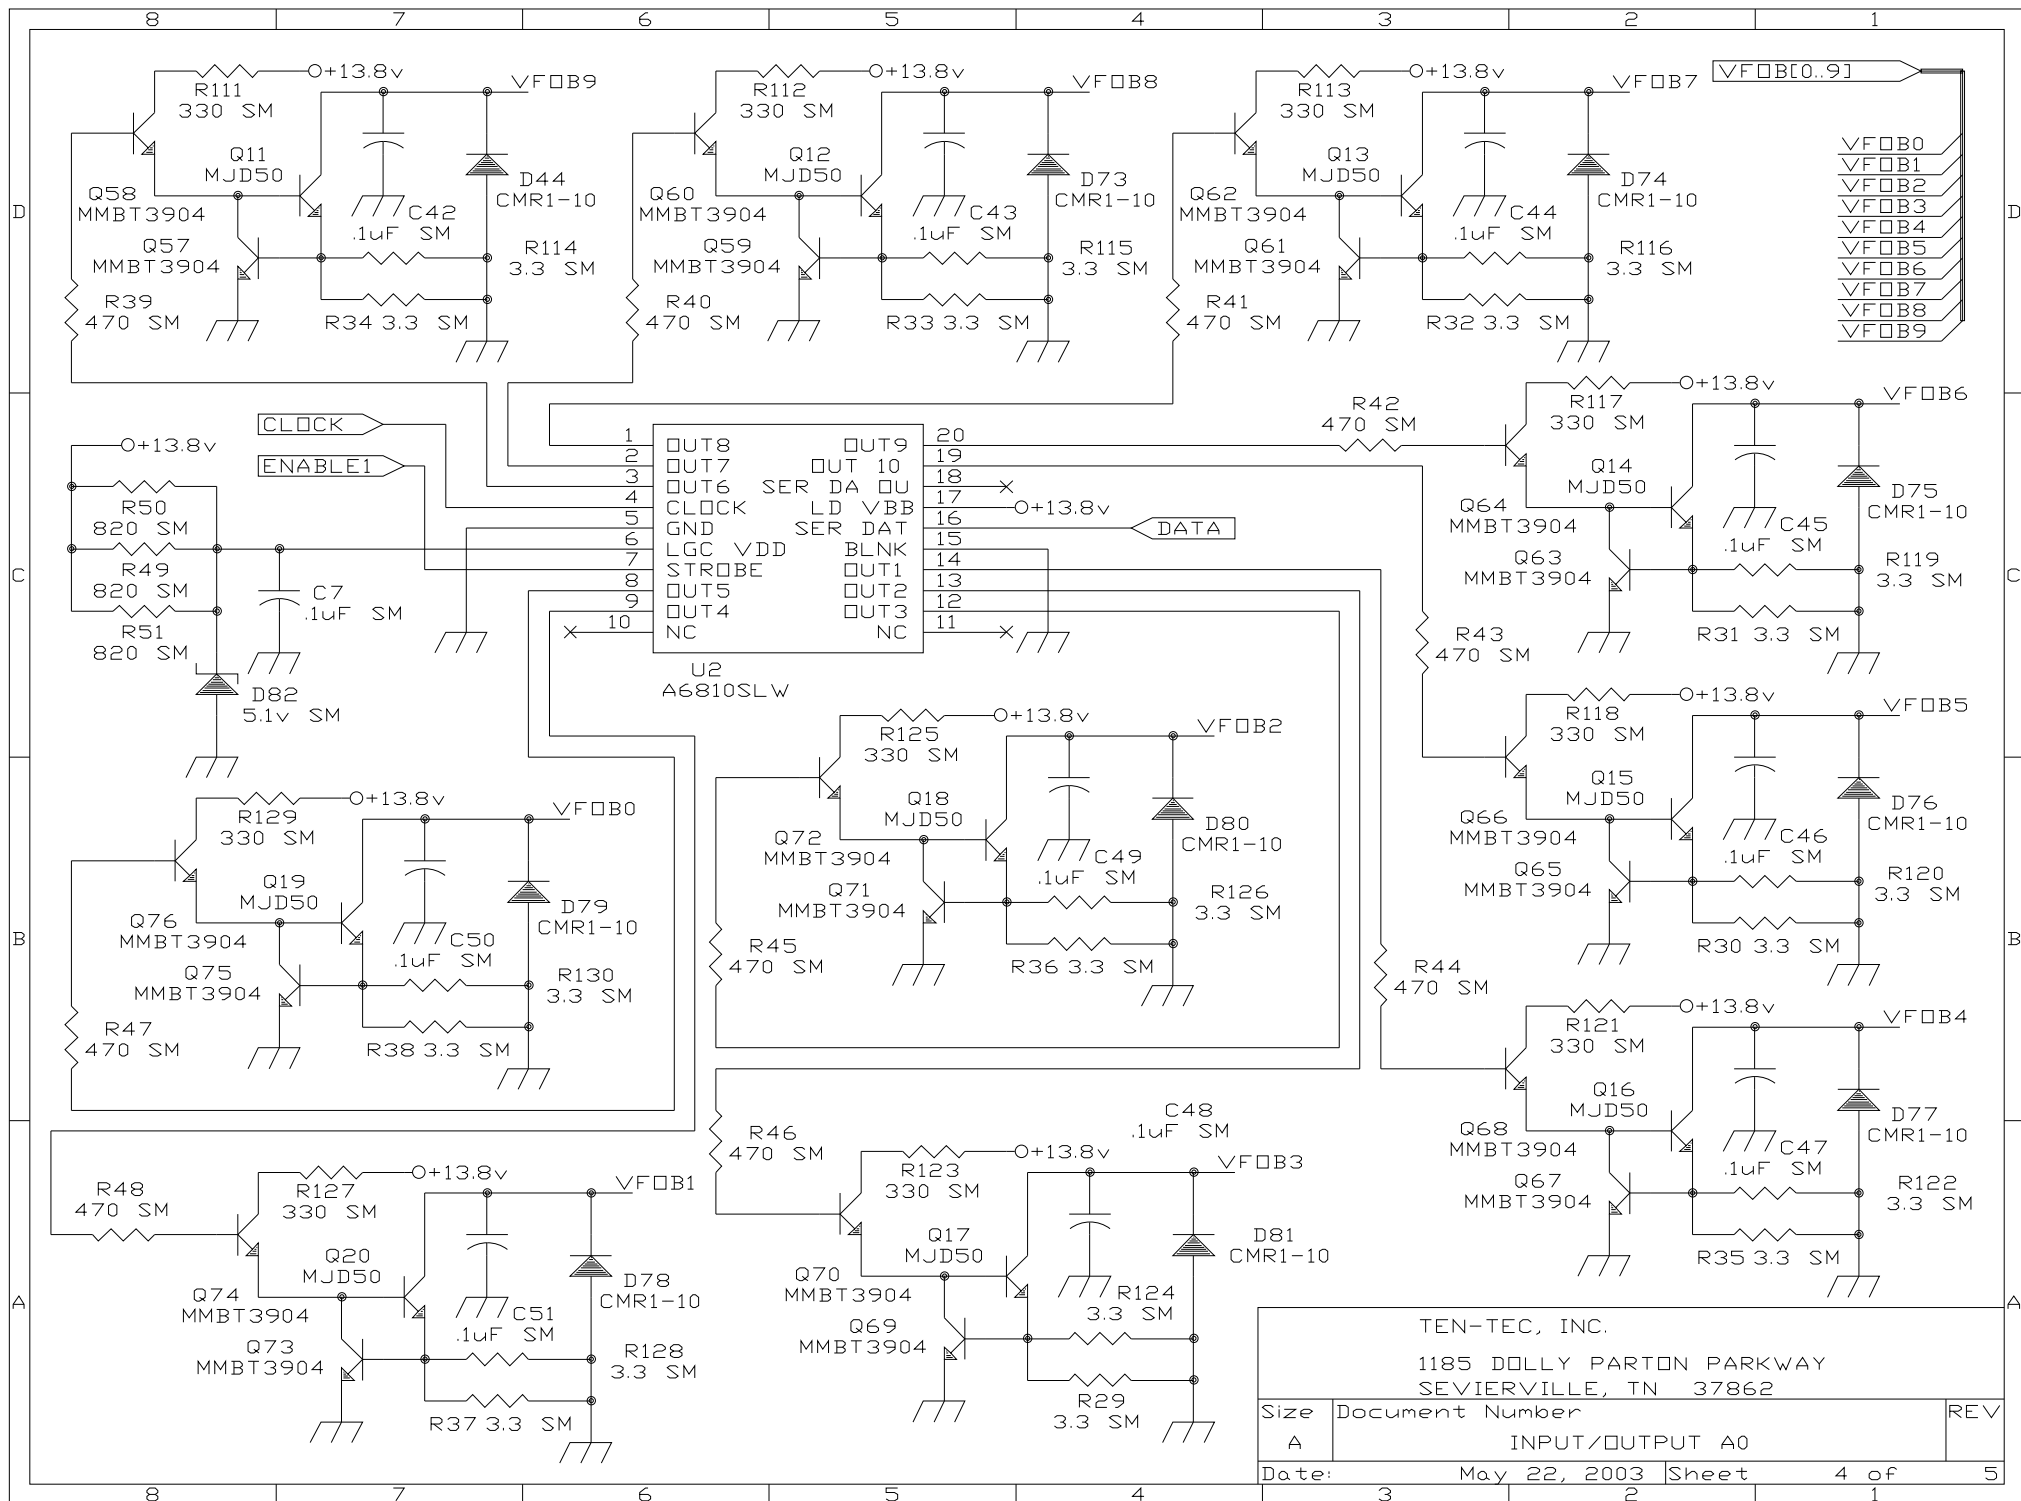 8 7 6 5 4 3 2 1
+13.8v
R111
330 SM
VFOB9
Q11
MJD50
D44
CMR1-10
Q58
MMBT3904
C42
.1uF SM
Q57
MMBT3904
R114
3.3 SM
R39
470 SM
R34 3.3 SM
+13.8v
R112
330 SM
VFOB8
Q12
MJD50
D73
CMR1-10
Q60
MMBT3904
C43
.1uF SM
Q59
MMBT3904
R115
3.3 SM
R40
470 SM
R33 3.3 SM
+13.8v
R113
330 SM
VFOB7
Q13
MJD50
D74
CMR1-10
Q62
MMBT3904
C44
.1uF SM
Q61
MMBT3904
R116
3.3 SM
R41
470 SM
R32 3.3 SM
VFOB[0..9]
VFOB0
VFOB1
VFOB2
VFOB3
VFOB4
VFOB5
VFOB6
VFOB7
VFOB8
VFOB9
D D
CLOCK
+13.8v
ENABLE1
R50
820 SM
R49
820 SM
R51
820 SM
C7
.1uF SM
D82
5.1v SM
1 OUT8 OUT9 20
2 OUT7 OUT 10 19
3 OUT6 SER DA OU 18
4 CLOCK LD VBB 17
5 GND SER DAT 16
6 LGC VDD BLNK 15
7 STROBE OUT1 14
8 OUT5 OUT2 13
9 OUT4 OUT3 12
10 NC NC 11
U2
A6810SLW
+13.8v
DATA
R42
470 SM
R43
470 SM
+13.8v
R117
330 SM
VFOB6
Q14
MJD50
D75
CMR1-10
Q64
MMBT3904
C45
.1uF SM
Q63
MMBT3904
R119
3.3 SM
R31 3.3 SM
C C
+13.8v
R118
330 SM
VFOB5
Q15
MJD50
D76
CMR1-10
Q66
MMBT3904
C46
.1uF SM
Q65
MMBT3904
R120
3.3 SM
R30 3.3 SM
+13.8v
R125
330 SM
VFOB2
Q18
MJD50
D80
CMR1-10
Q72
MMBT3904
C49
.1uF SM
Q71
MMBT3904
R126
3.3 SM
R45
470 SM
R36 3.3 SM
+13.8v
R129
330 SM
VFOB0
Q19
MJD50
D79
CMR1-10
Q76
MMBT3904
C50
.1uF SM
Q75
MMBT3904
R130
3.3 SM
R47
470 SM
R38 3.3 SM
B B
R44
470 SM
+13.8v
R121
330 SM
VFOB4
Q16
MJD50
D77
CMR1-10
Q68
MMBT3904
C47
.1uF SM
Q67
MMBT3904
R122
3.3 SM
R35 3.3 SM
R48
470 SM
+13.8v
R127
330 SM
VFOB1
Q20
MJD50
D78
CMR1-10
Q74
MMBT3904
C51
.1uF SM
Q73
MMBT3904
R128
3.3 SM
R37 3.3 SM
R46
470 SM
C48
.1uF SM
+13.8v
R123
330 SM
VFOB3
Q17
MJD50
D81
CMR1-10
Q70
MMBT3904
R124
3.3 SM
Q69
MMBT3904
R29
3.3 SM
A A
TEN-TEC, INC.
1185 DOLLY PARTON PARKWAY
SEVIERVILLE, TN 37862
Size Document Number REV
A INPUT/OUTPUT A0
Date: May 22, 2003 Sheet 4 of 5
8 7 6 5 4 3 2 1